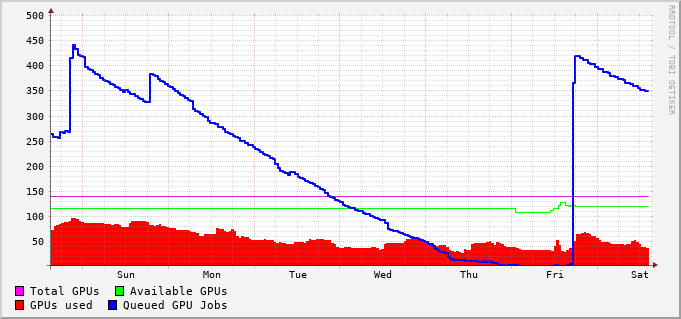 500
450
400
350
300
250
200
150
100
50
Sun Mon Tue Wed Thu Fri Sat
Total GPUs Available GPUs
GPUs used Queued GPU Jobs
RRDTOOL / TOBI OETIKER